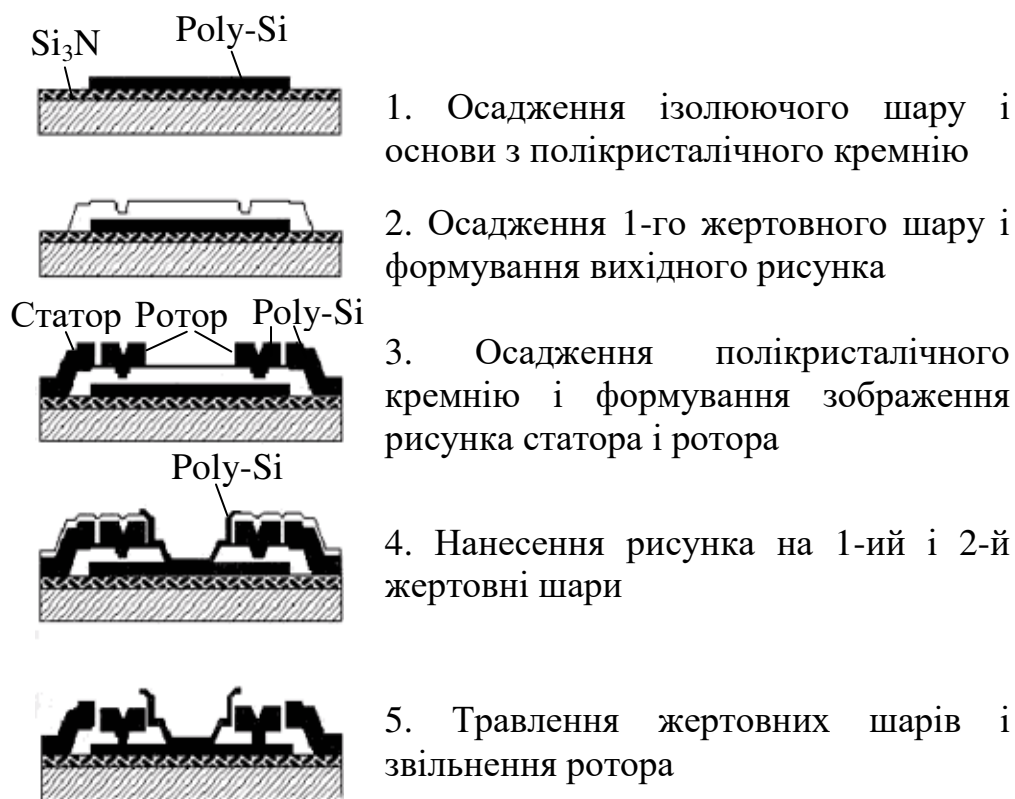 Si₃N
Poly-Si
1. Осадження ізолюючого шару і
основи з полікристалічного кремнію
2. Осадження 1-го жертовного шару і
формування вихідного рисунка
Статор Ротор Poly-Si
3. Осадження полікристалічного
кремнію і формування зображення
рисунка статора і ротора
Poly-Si
4. Нанесення рисунка на 1-ий і 2-й
жертовні шари
5. Травлення жертовних шарів і
звільнення ротора